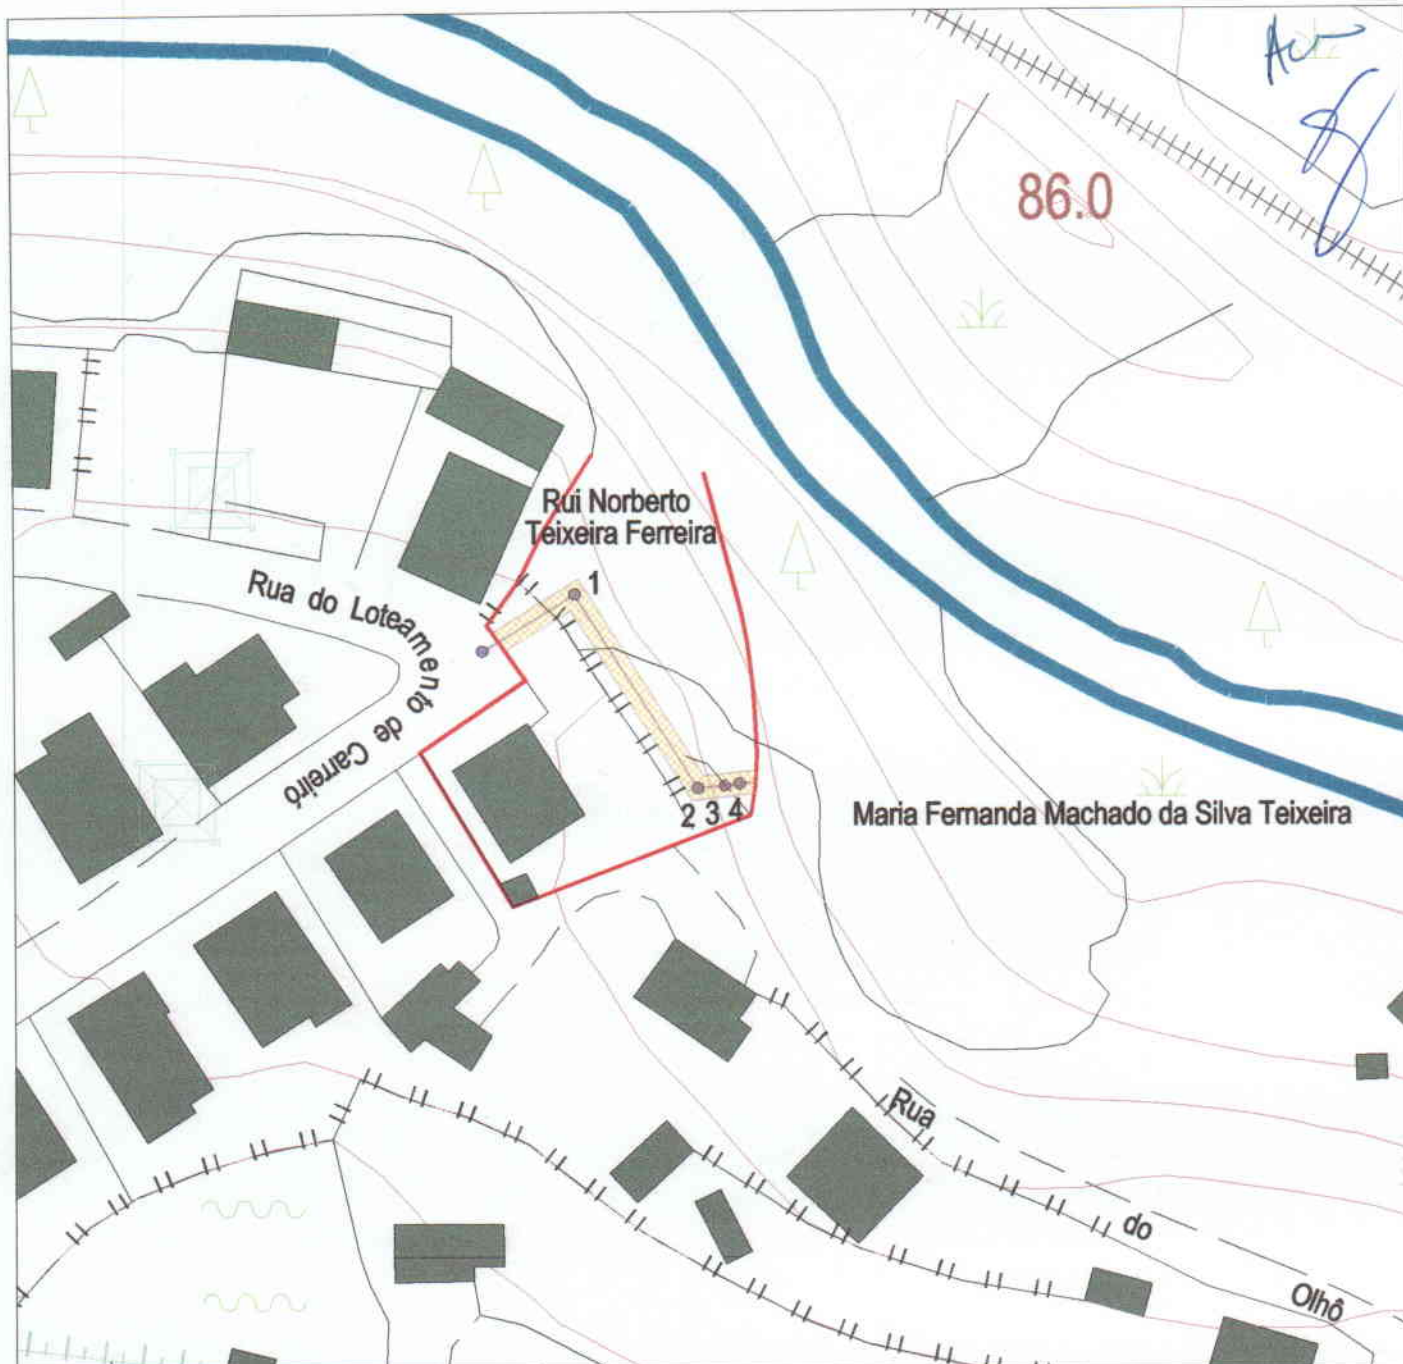 86.0
Rui Norberto
Teixeira Ferreira
Rua do Loteamento de Carreiró
1
2 3 4
Maria Fernanda Machado da Silva Teixeira
Rua do Olhô